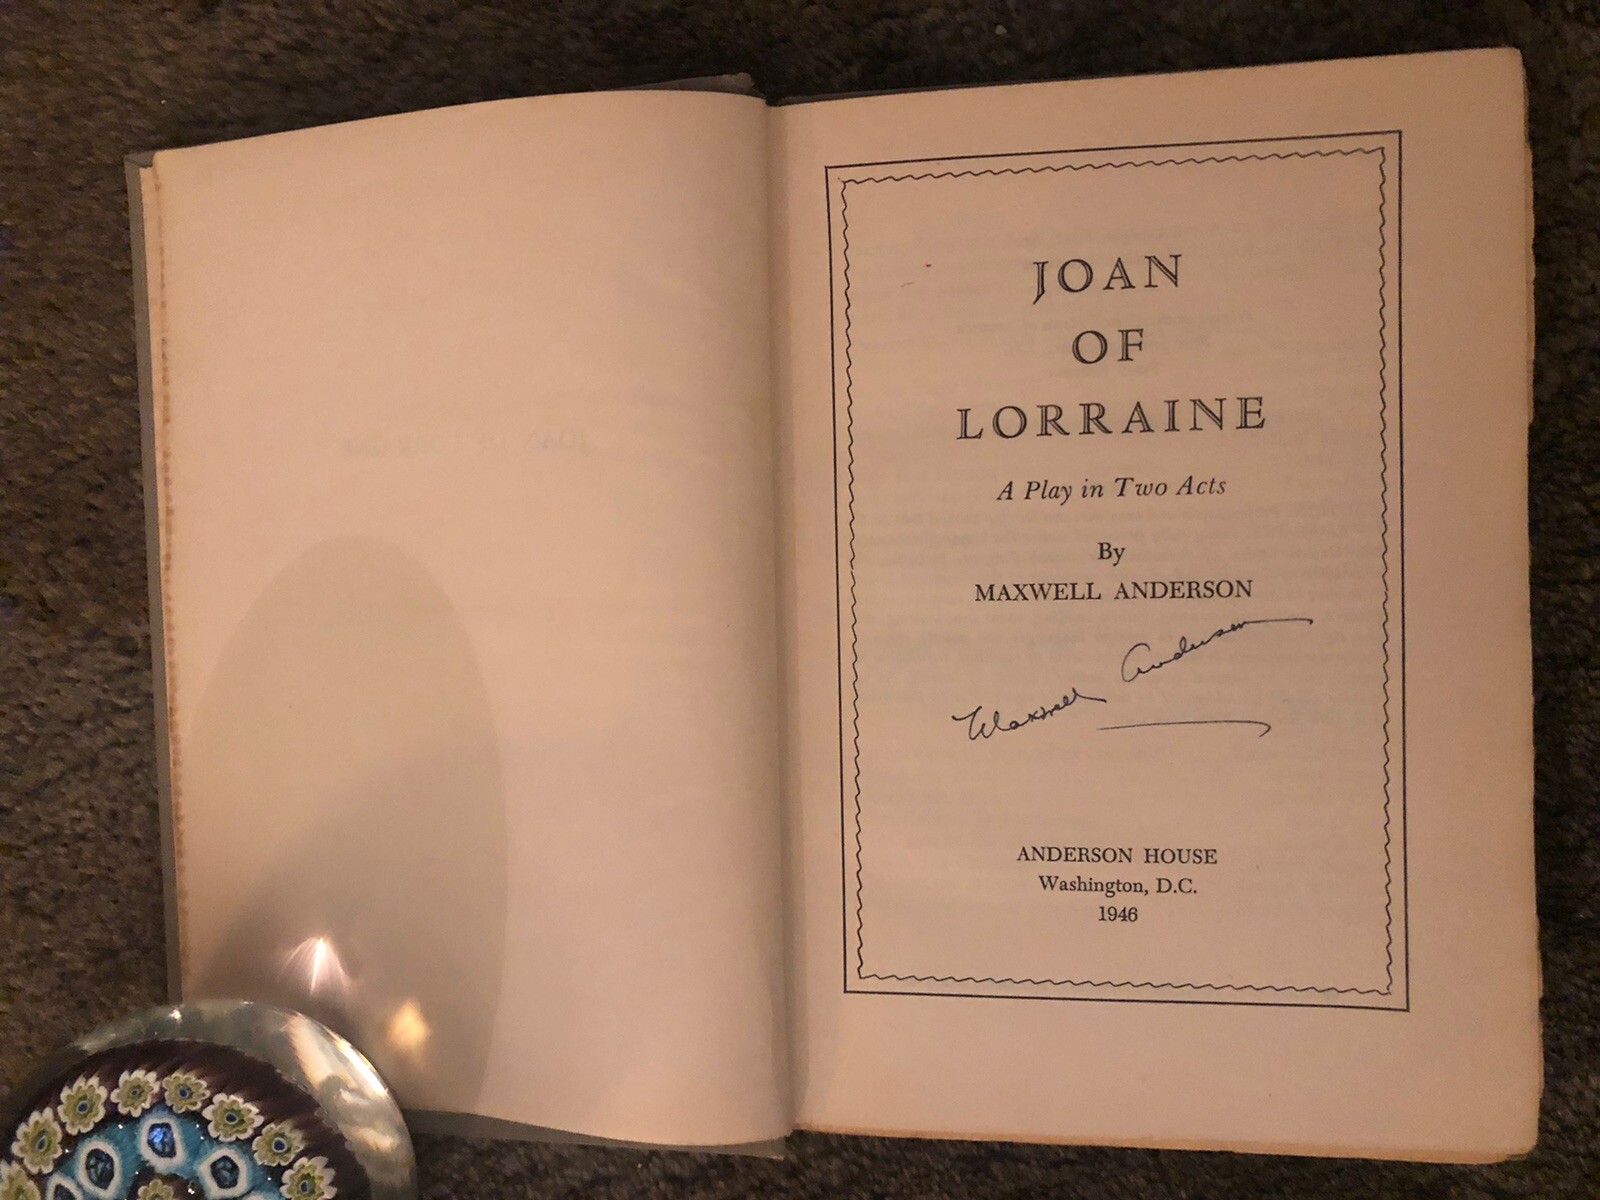 JOAN
OF
LORRAINE
A Play in Two Acts
By
MAXWELL ANDERSON
Maxwell Anderson
ANDERSON HOUSE
Washington, D.C.
1946